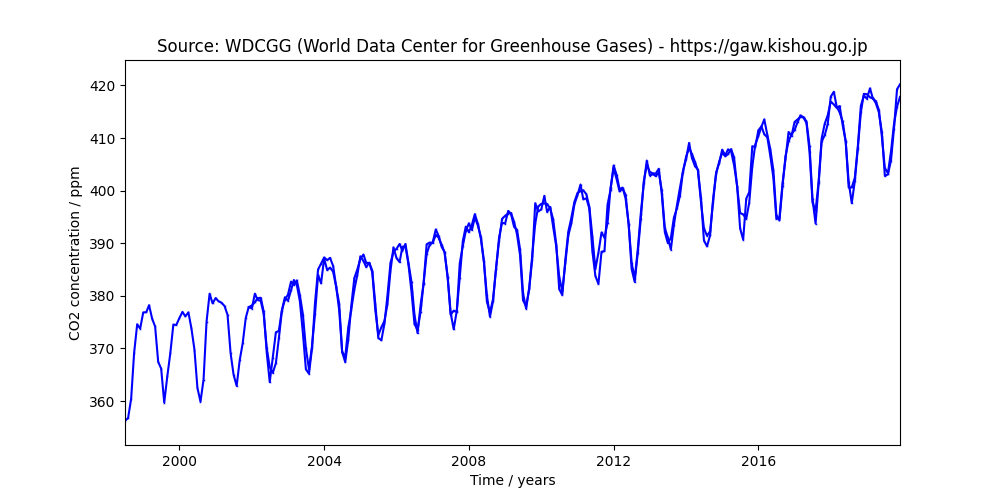 Source: WDCGG (World Data Center for Greenhouse Gases) - https://gaw.kishou.go.jp
420
410
400
390
380
370
360
CO2 concentration / ppm
2000 2004 2008 2012 2016
Time / years